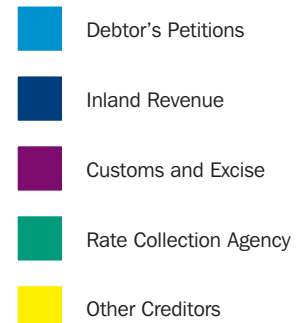 Debtor’s Petitions
Inland Revenue
Customs and Excise
Rate Collection Agency
Other Creditors